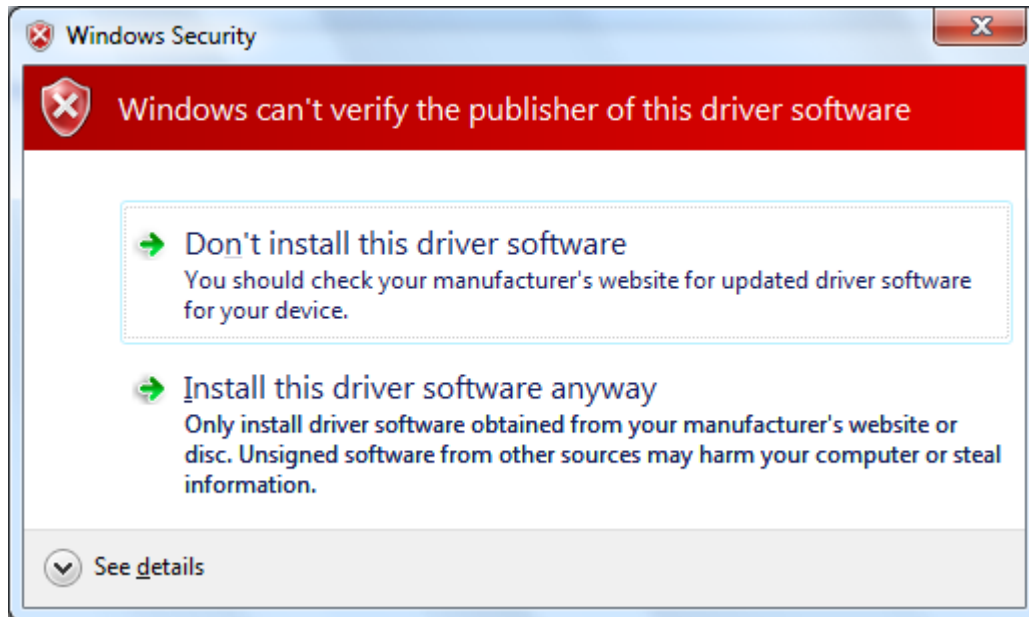 Windows Security
Windows can't verify the publisher of this driver software
Don't install this driver software
You should check your manufacturer's website for updated driver software
for your device.
Install this driver software anyway
Only install driver software obtained from your manufacturer's website or
disc. Unsigned software from other sources may harm your computer or steal
information.
See details